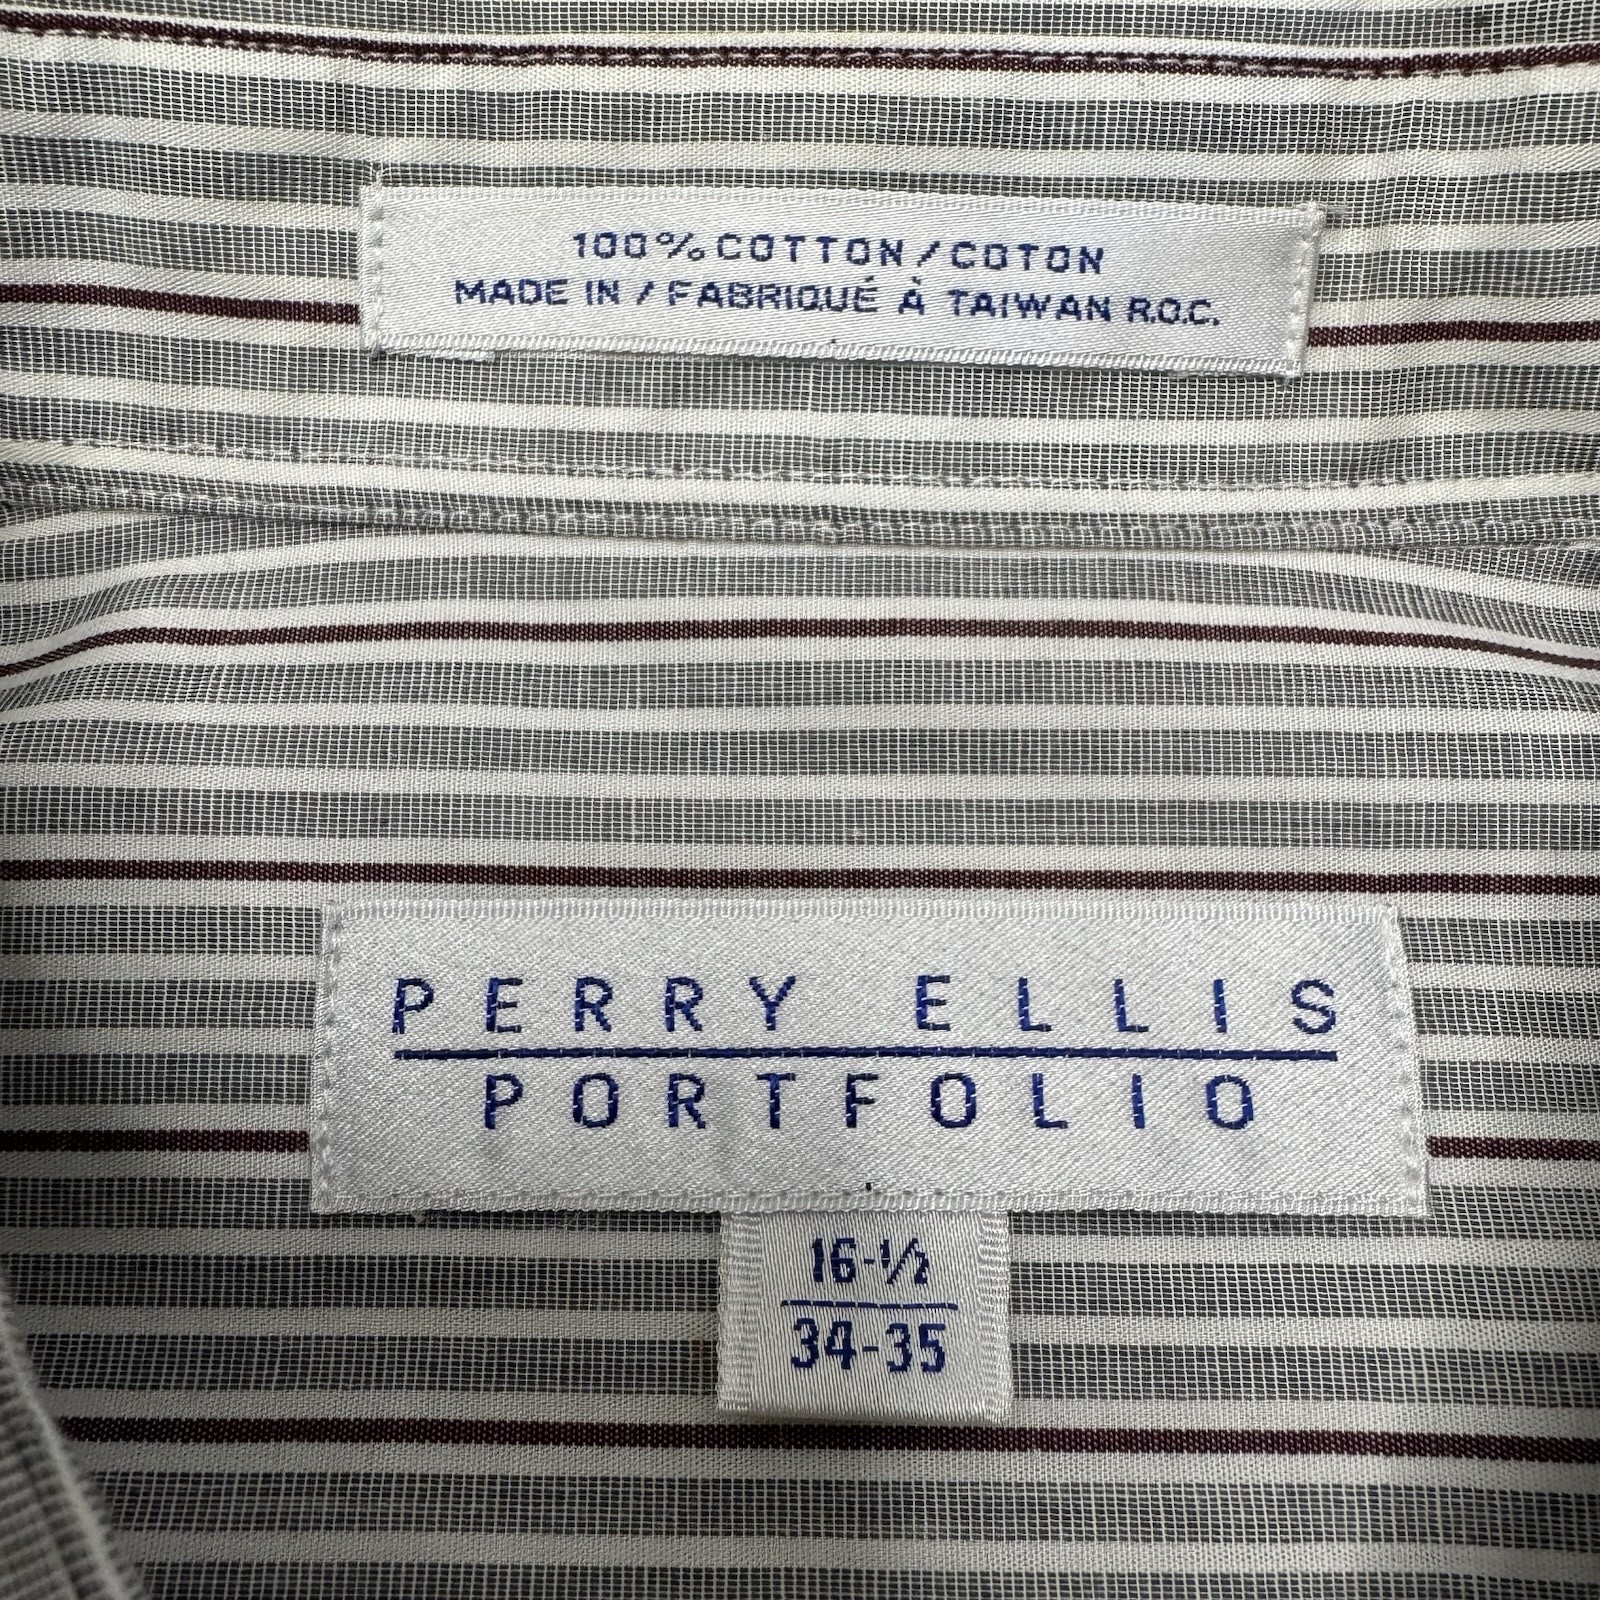 100% COTTON / COTON
MADE IN / FABRIQUÉ À TAIWAN R.O.C.
PERRY ELLIS
PORTFOLIO
16-1/2
34-35